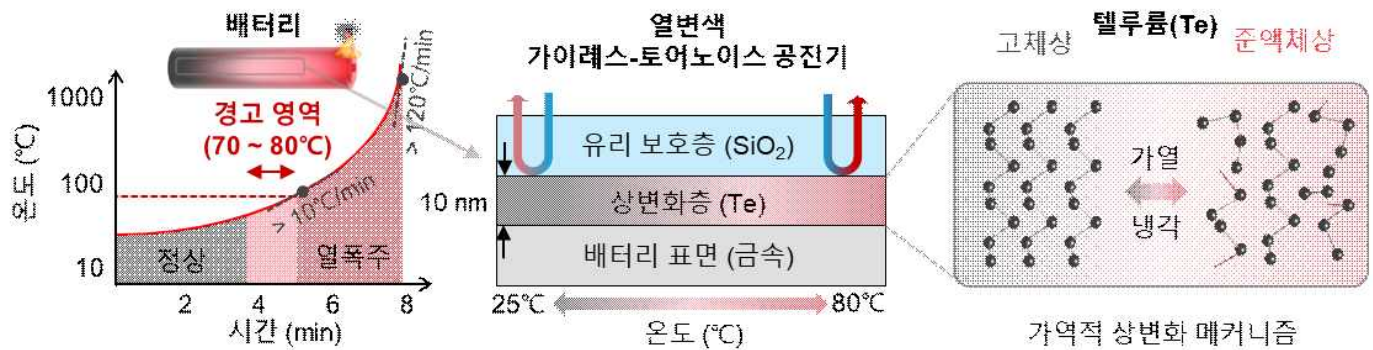 배터리
1000
100
10
온도 (℃)
경고 영역
(70 ~ 80℃)
> 120℃/min
> 10℃/min
정상
열폭주
2
4
6
8
시간 (min)
열변색
가이레스-토어노이스 공진기
유리 보호층 (SiO₂)
10 nm
상변화층 (Te)
배터리 표면 (금속)
25℃
80℃
온도 (℃)
텔루륨(Te)
고체상
준액체상
가열
냉각
가역적 상변화 메커니즘